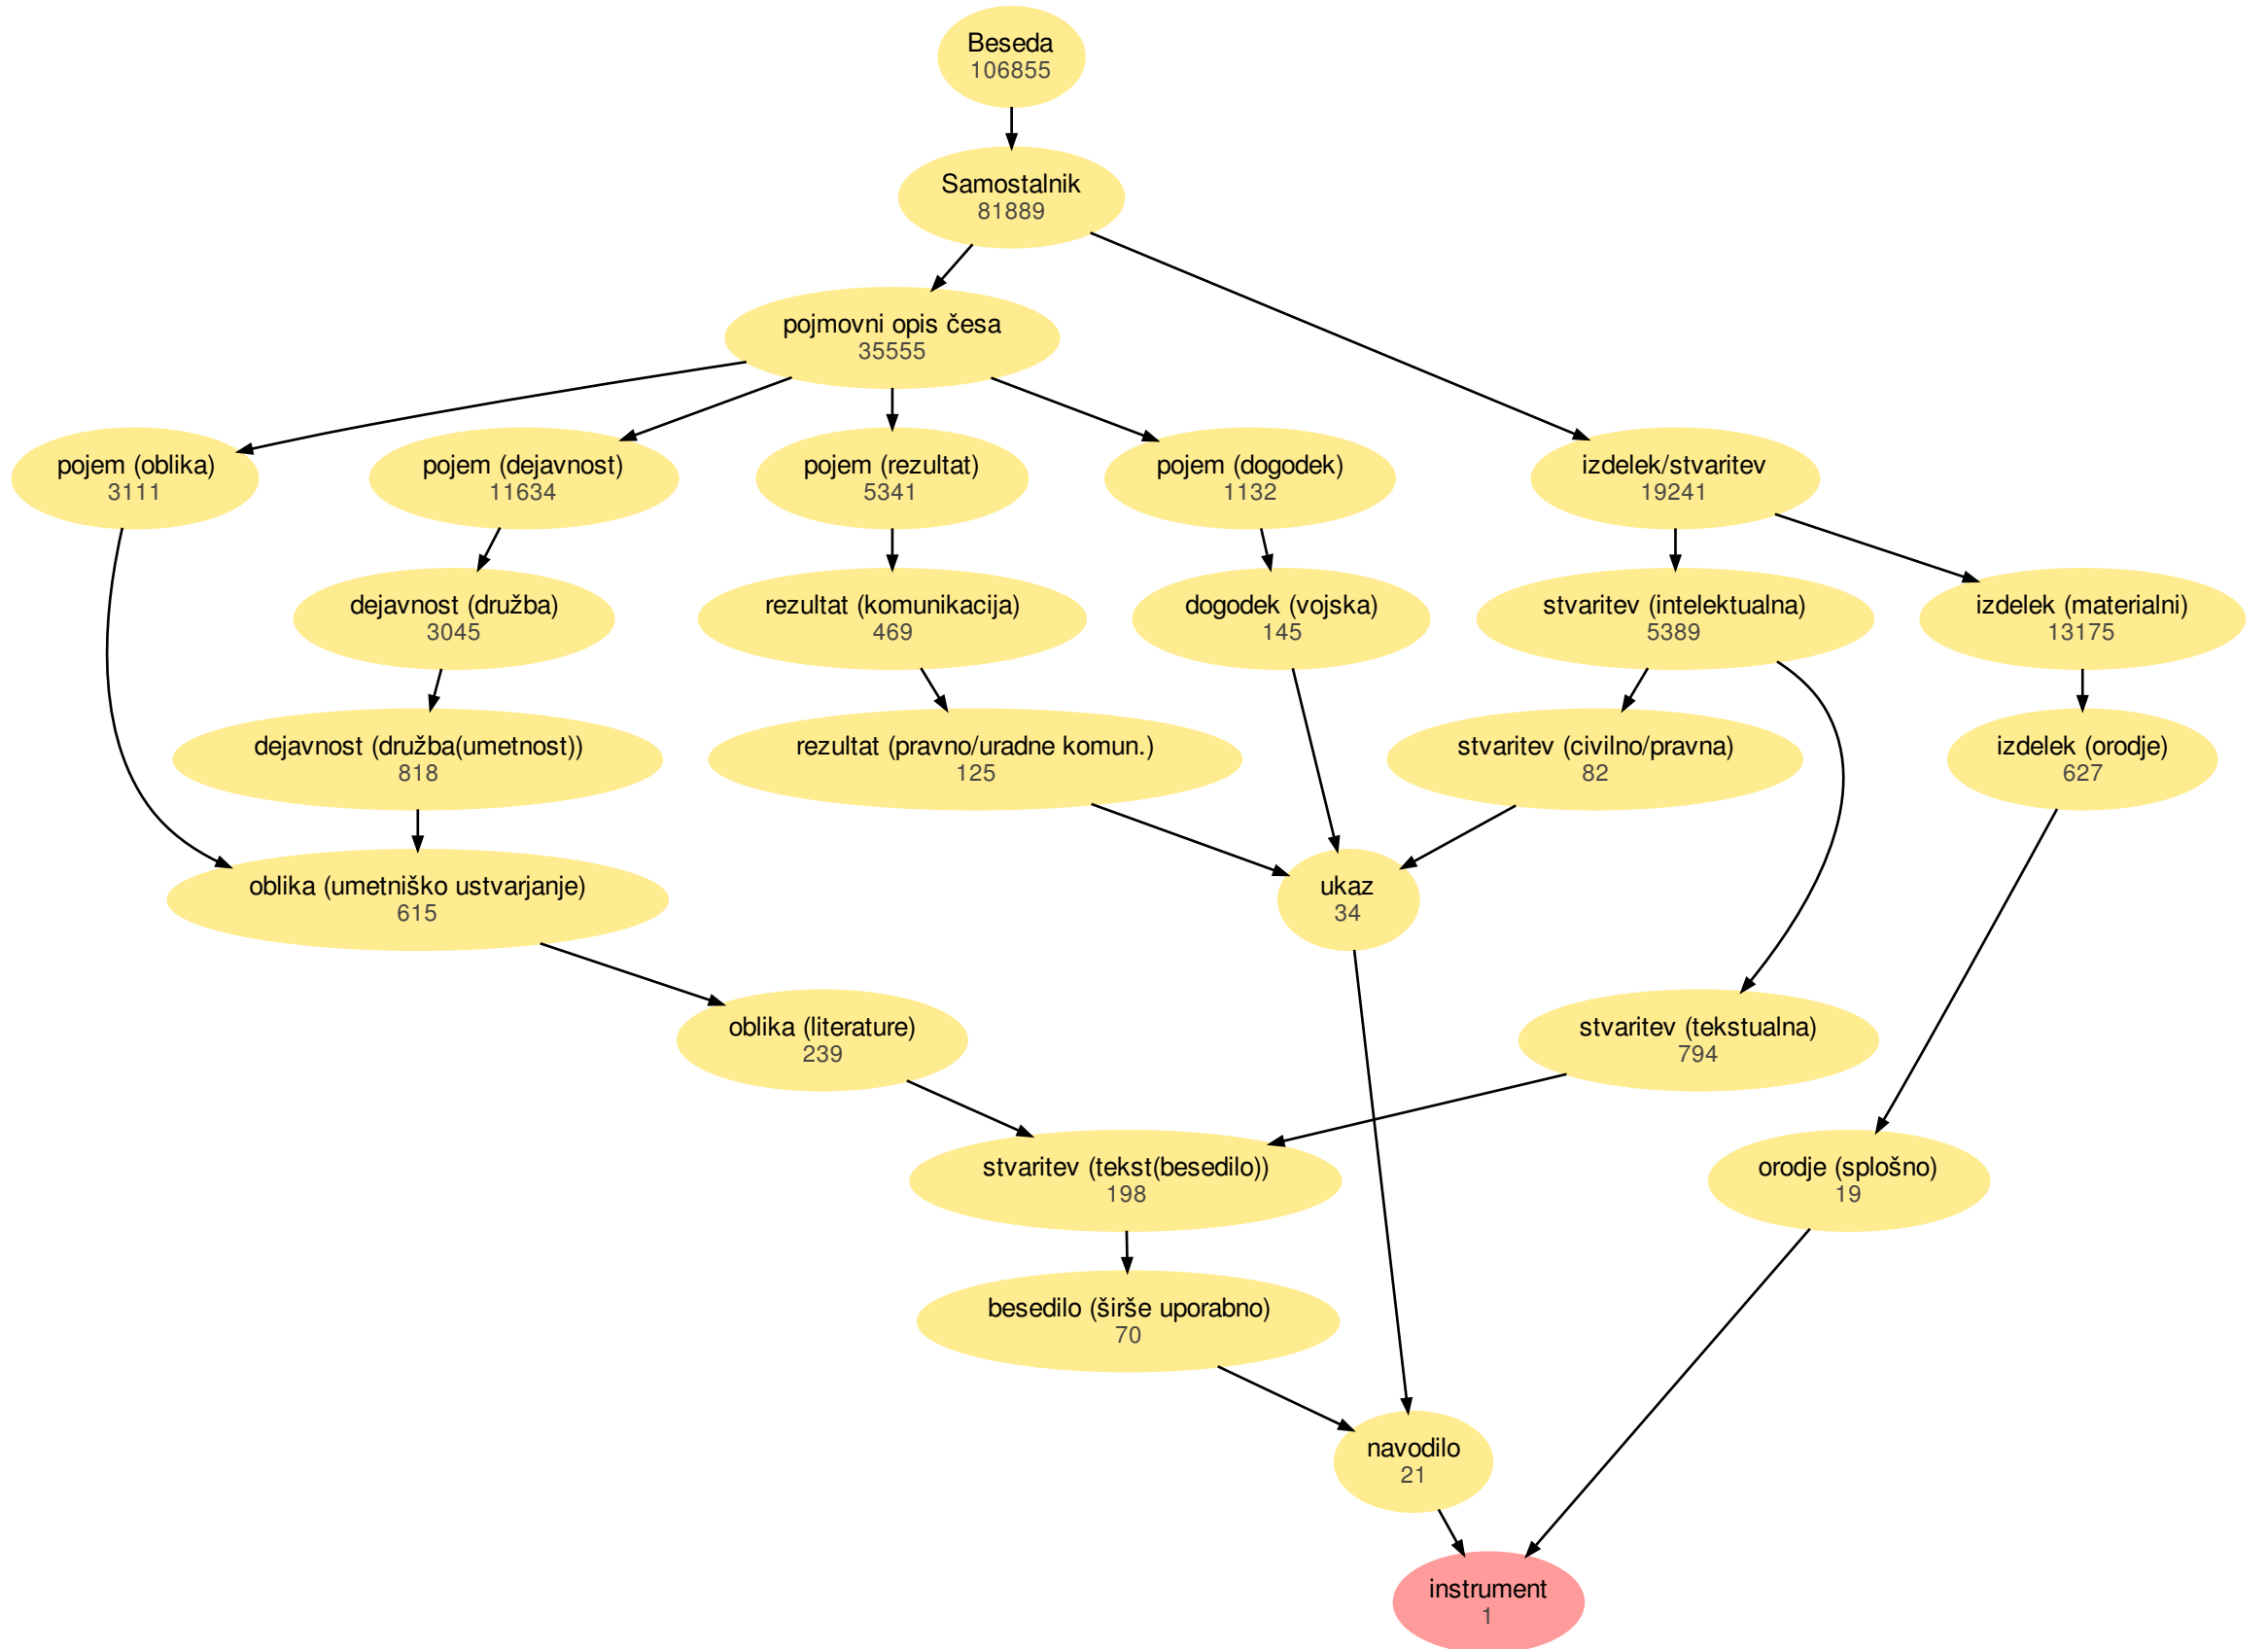 Beseda
106855
Samostalnik
81889
pojmovni opis česa
35555
pojem (oblika)
3111
pojem (dejavnost)
11634
pojem (rezultat)
5341
pojem (dogodek)
1132
izdelek/stvaritev
19241
dejavnost (družba)
3045
rezultat (komunikacija)
469
dogodek (vojska)
145
stvaritev (intelektualna)
5389
izdelek (materialni)
13175
dejavnost (družba(umetnost))
818
rezultat (pravno/uradne komun.)
125
stvaritev (civilno/pravna)
82
izdelek (orodje)
627
oblika (umetniško ustvarjanje)
615
ukaz
34
oblika (literature)
239
stvaritev (tekstualna)
794
stvaritev (tekst(besedilo))
198
orodje (splošno)
19
besedilo (širše uporabno)
70
navodilo
21
instrument
1